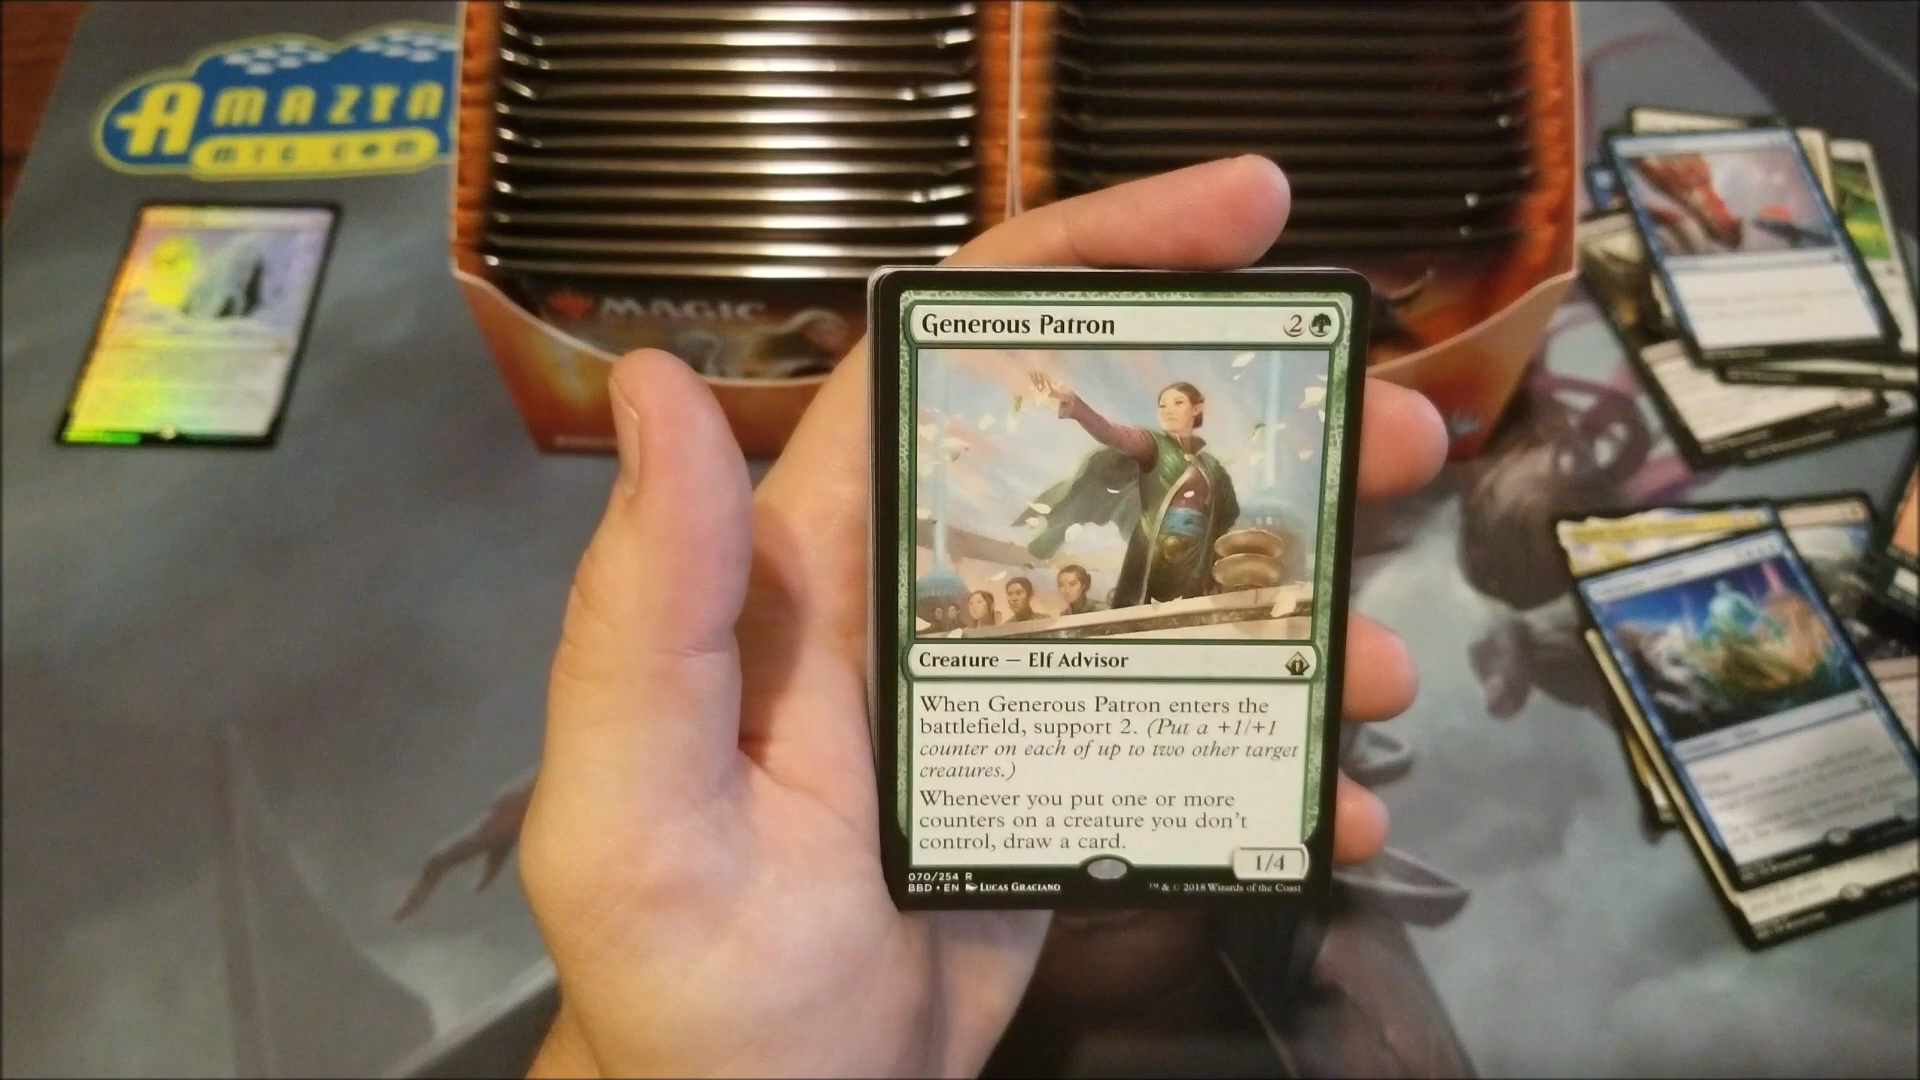 AMAZYN
MTG.COM
MAGIC
Generous Patron
2
Creature — Elf Advisor
When Generous Patron enters the
battlefield, support 2. (Put a +1/+1
counter on each of up to two other target
creatures.)
Whenever you put one or more
counters on a creature you don't
control, draw a card.
1/4
070/254 R
BBD • EN Lucas Graciano
™ & © 2018 Wizards of the Coast